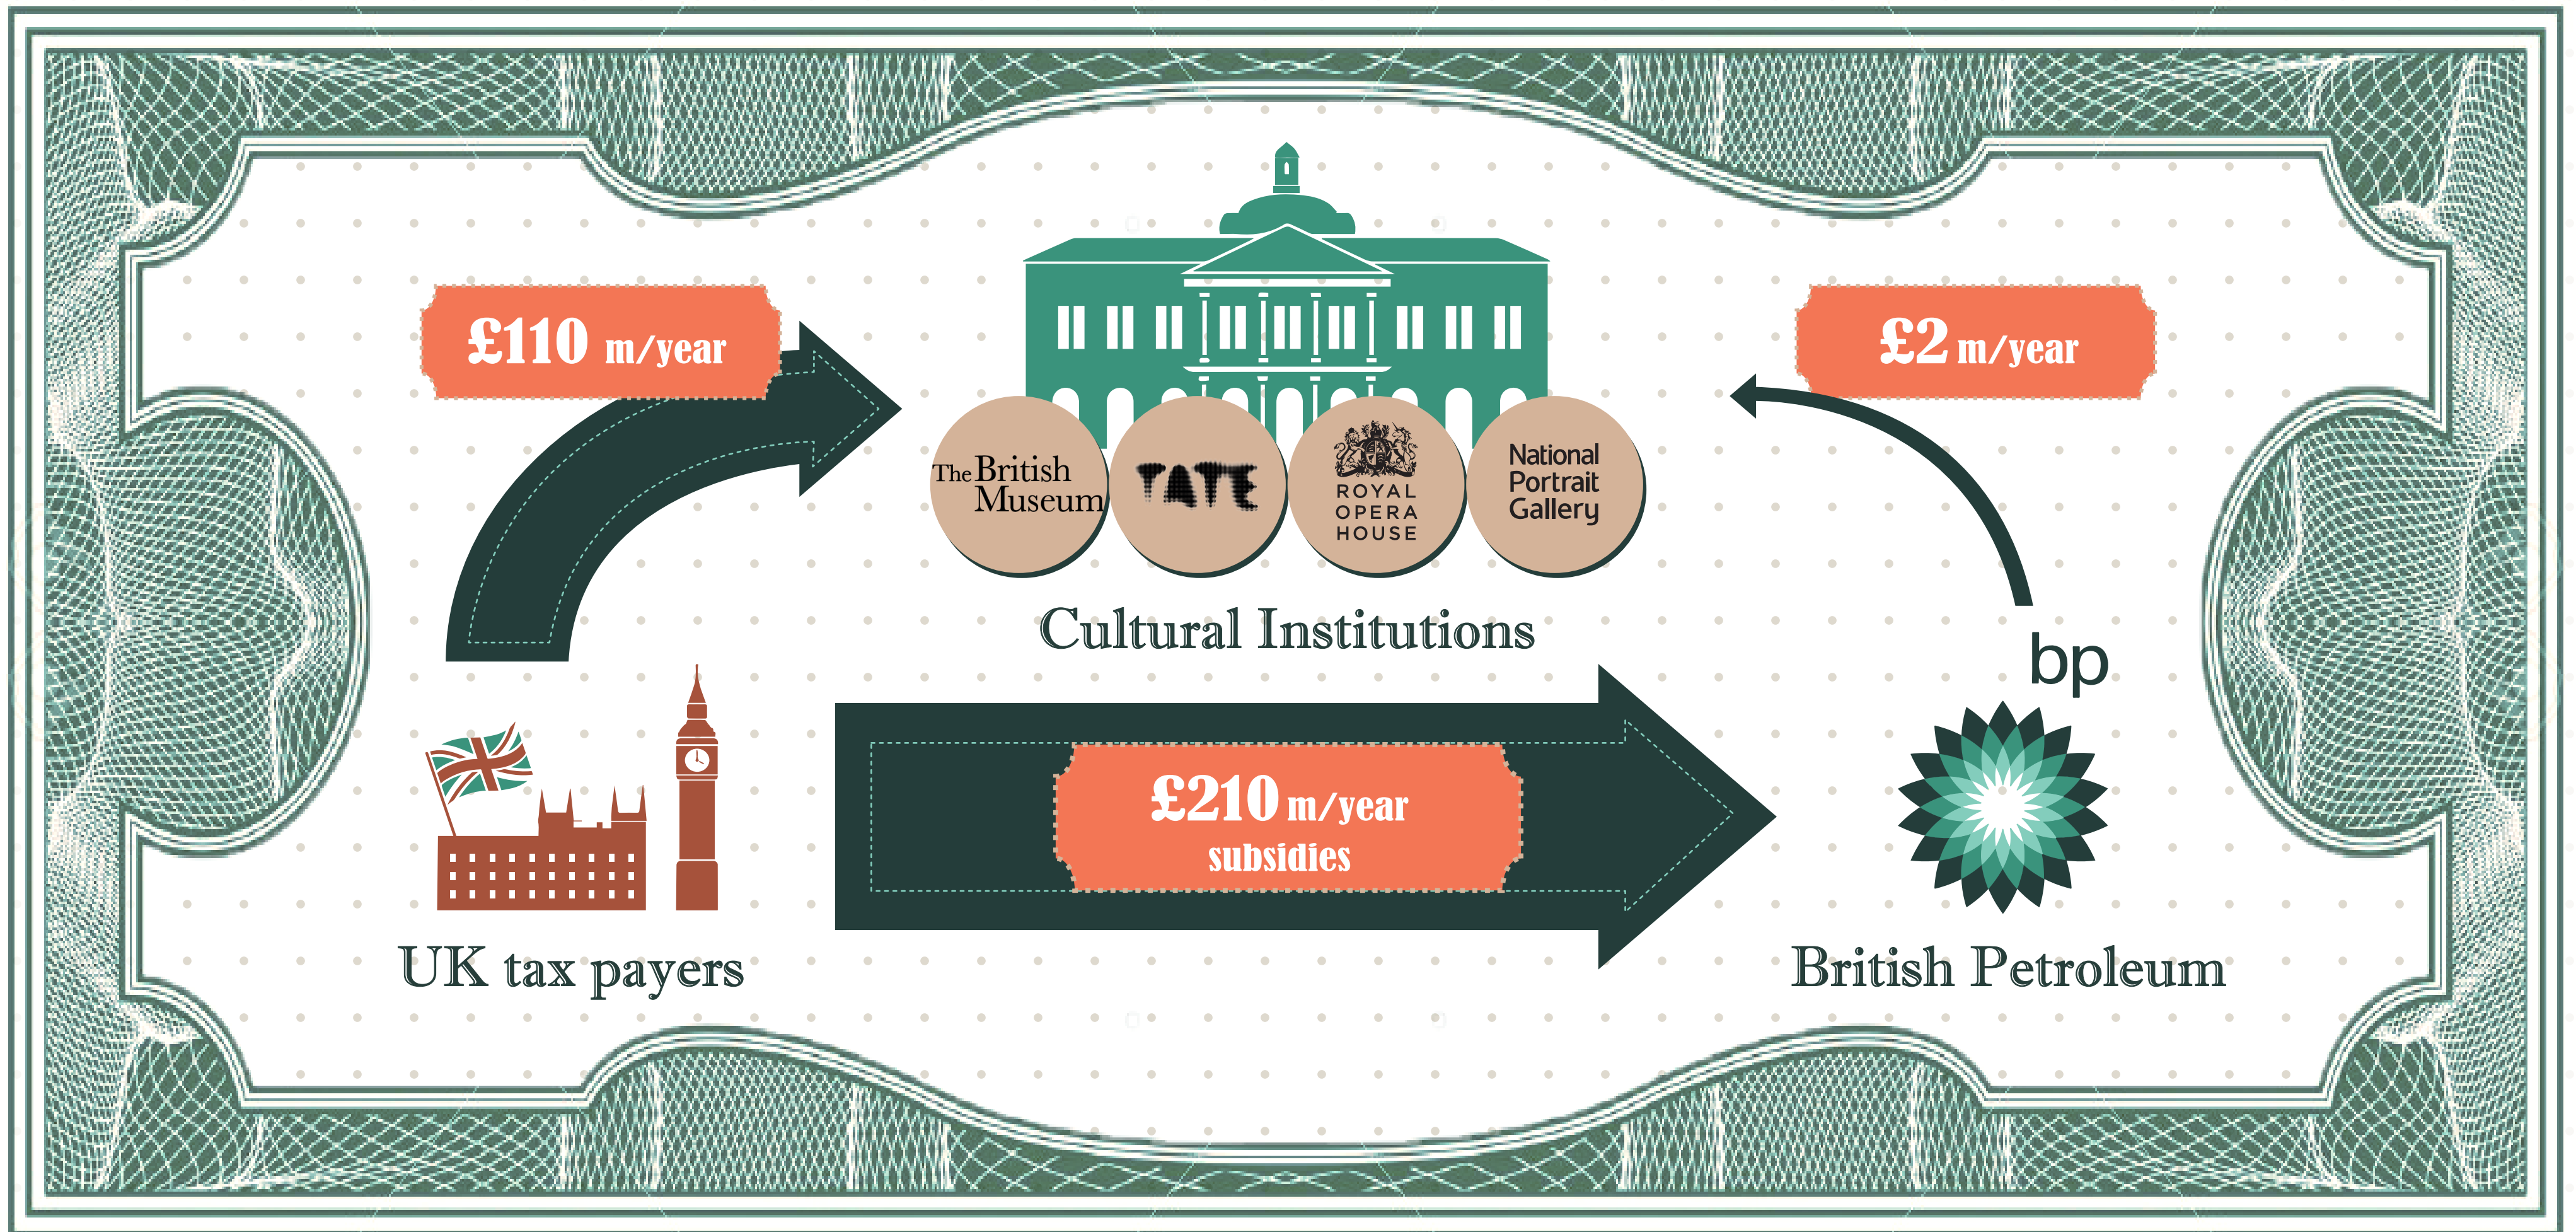 £110 m/year
£2 m/year
The British
Museum
TATE
ROYAL
OPERA
HOUSE
National
Portrait
Gallery
Cultural Institutions
bp
£210 m/year
subsidies
UK tax payers
British Petroleum